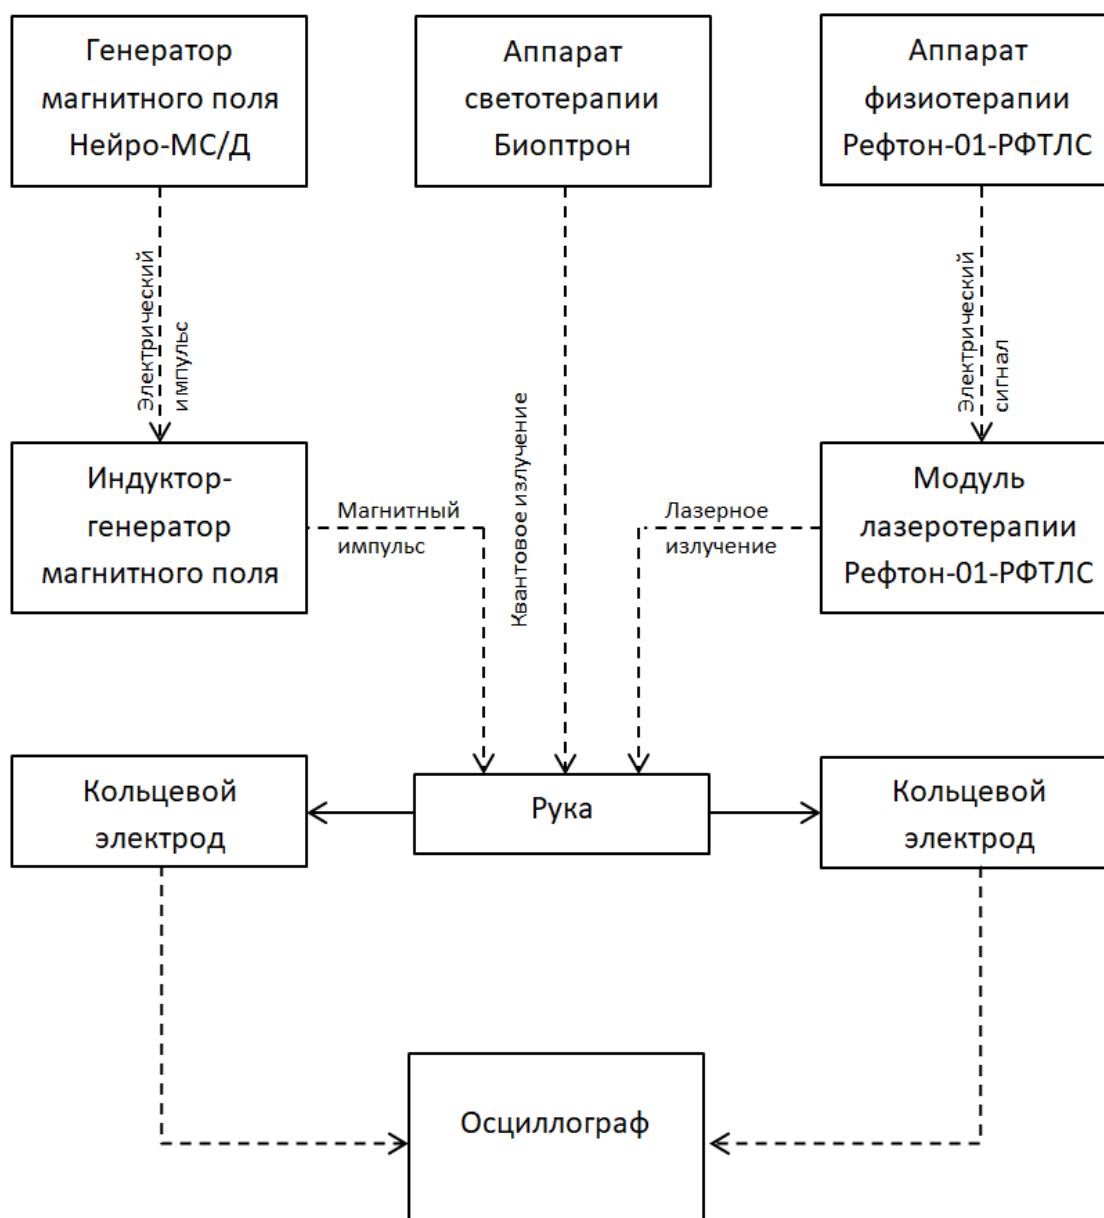 Генератор
магнитного поля
Нейро-МС/Д
Аппарат
светотерапии
Биоптрон
Аппарат
физиотерапии
Рефтон-01-РФТЛС
Электрический
импульс
Квантовое излучение
Электрический
сигнал
Индуктор-
генератор
магнитного поля
Магнитный
импульс
Лазерное
излучение
Модуль
лазеротерапии
Рефтон-01-РФТЛС
Кольцевой
электрод
Рука
Кольцевой
электрод
Осциллограф